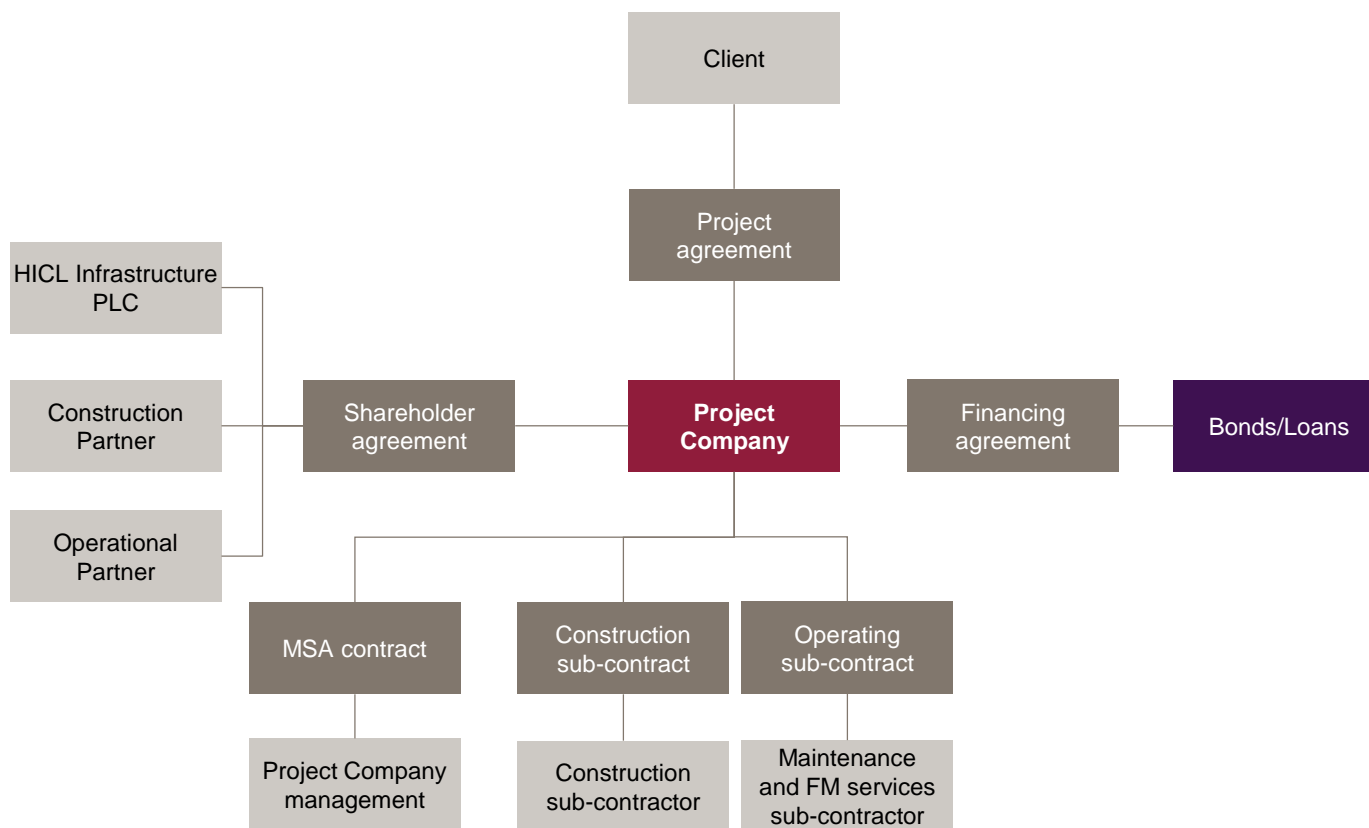 Client
Project
agreement
HICL Infrastructure
PLC
Construction
Partner
Operational
Partner
Shareholder
agreement
Project
Company
Financing
agreement
Bonds/Loans
MSA contract
Construction
sub-contract
Operating
sub-contract
Project Company
management
Construction
sub-contractor
Maintenance
and FM services
sub-contractor